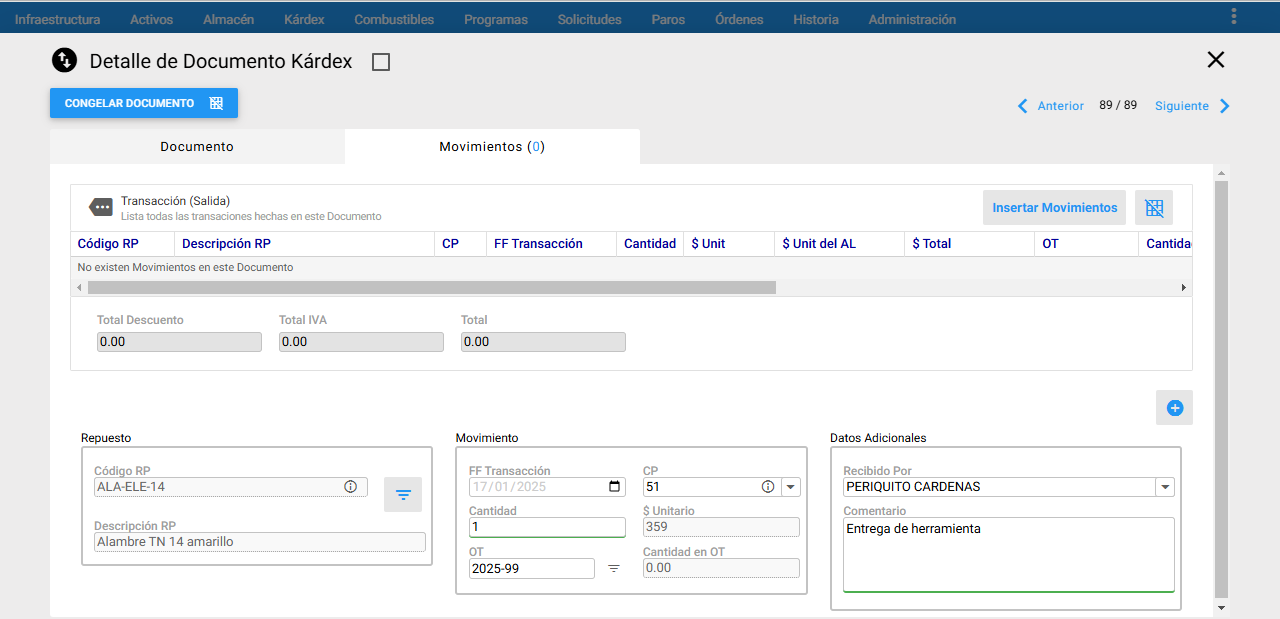 Infraestructura Activos Almacén Kárdex Combustibles Programas Solicitudes Paros Órdenes Historia Administración
Detalle de Documento Kárdex
CONGELAR DOCUMENTO
Anterior 89 / 89 Siguiente
Documento Movimientos (0)
Transacción (Salida)
Lista todas las transaciones hechas en este Documento
Insertar Movimientos
Código RP Descripción RP CP FF Transacción Cantidad $ Unit $ Unit del AL $ Total OT Cantida
No existen Movimientos en este Documento
Total Descuento Total IVA Total
0.00 0.00 0.00
Repuesto
Código RP
ALA-ELE-14
Descripción RP
Alambre TN 14 amarillo
Movimiento
FF Transacción CP
17/01/2025 51
Cantidad $ Unitario
1 359
OT Cantidad en OT
2025-99 0.00
Datos Adicionales
Recibido Por
PERIQUITO CARDENAS
Comentario
Entrega de herramienta